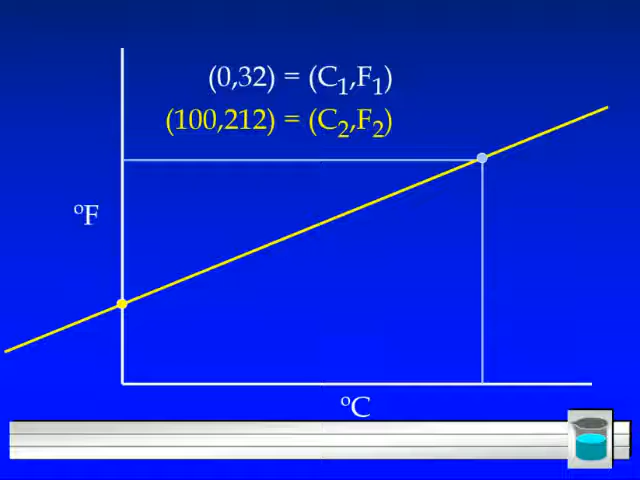 (0,32) = (C₁,F₁)
(100,212) = (C₂,F₂)
ºF
ºC